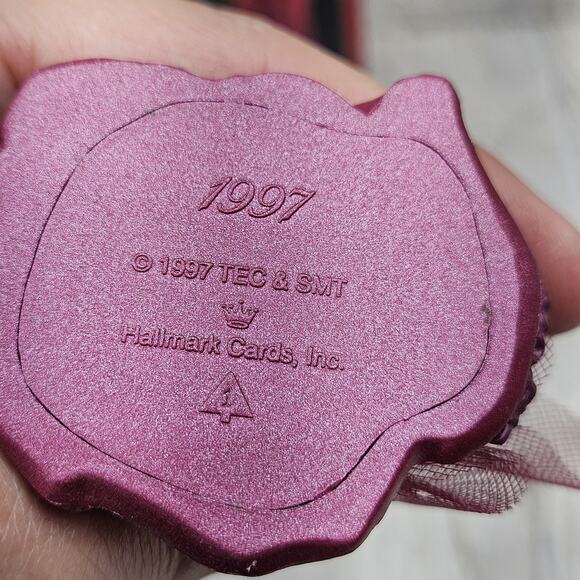 1997
© 1997 TEC & SMT
Hallmark Cards, Inc.